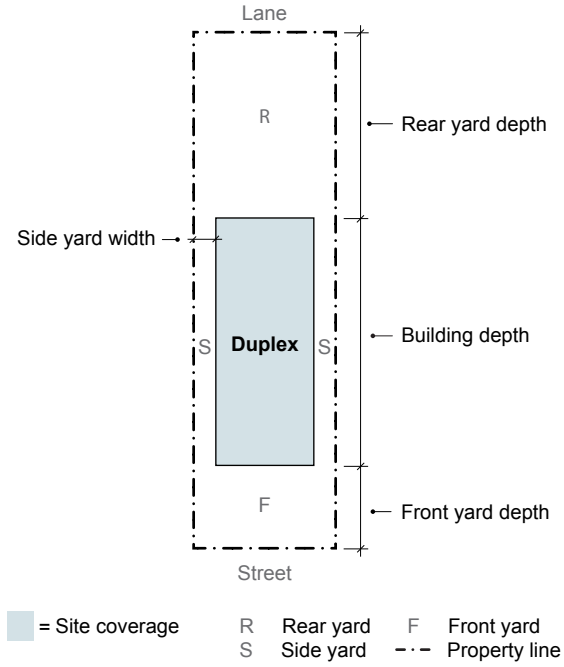 Lane
R
Rear yard depth
Side yard width
S
Duplex
S
Building depth
F
Front yard depth
Street
= Site coverage
R Rear yard F Front yard
S Side yard Property line